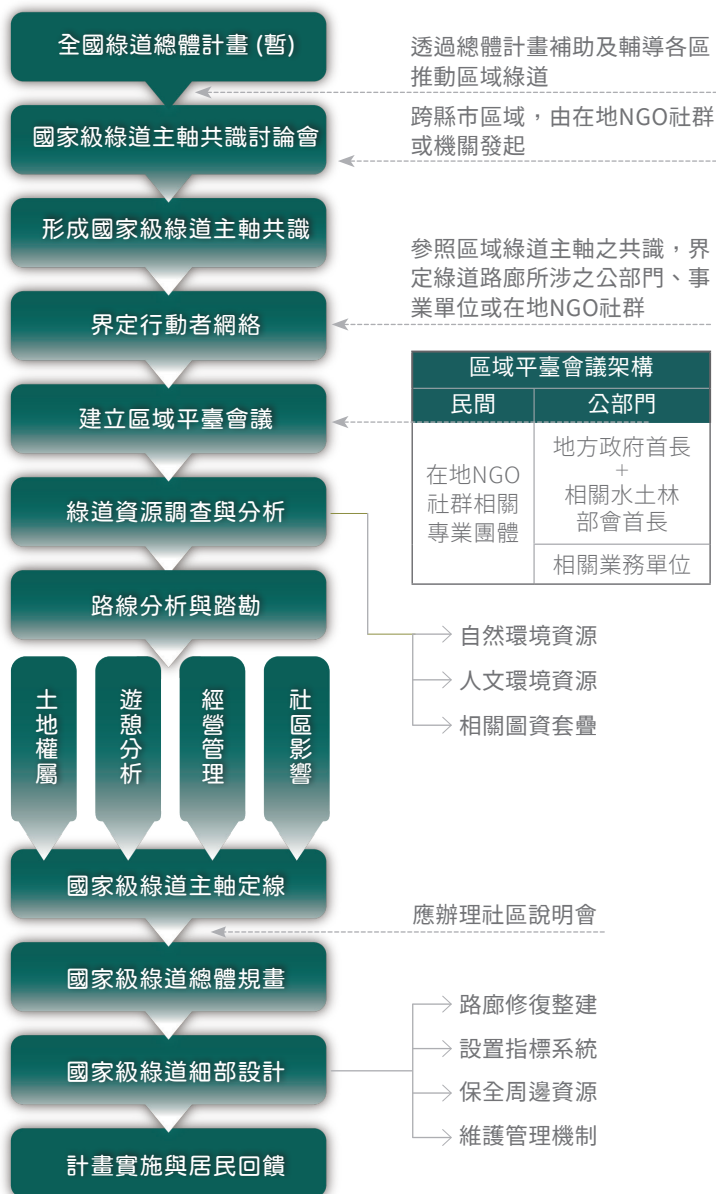 全國綠道總體計畫 (暫)
透過總體計畫補助及輔導各區
推動區域綠道
國家級綠道主軸共識討論會
跨縣市區域，由在地NGO社群
或機關發起
形成國家級綠道主軸共識
參照區域綠道主軸之共識，界
定綠道路廊所涉之公部門、事
業單位或在地NGO社群
界定行動者網絡
建立區域平臺會議
區域平臺會議架構
民間
公部門
在地NGO
社群相關
專業團體
地方政府首長
+
相關水土林
部會首長
相關業務單位
綠道資源調查與分析
自然環境資源
人文環境資源
相關圖資套疊
路線分析與踏勘
土地權屬
遊憩分析
經營管理
社區影響
國家級綠道主軸定線
應辦理社區說明會
國家級綠道總體規畫
國家級綠道細部設計
路廊修復整建
設置指標系統
保全周邊資源
維護管理機制
計畫實施與居民回饋